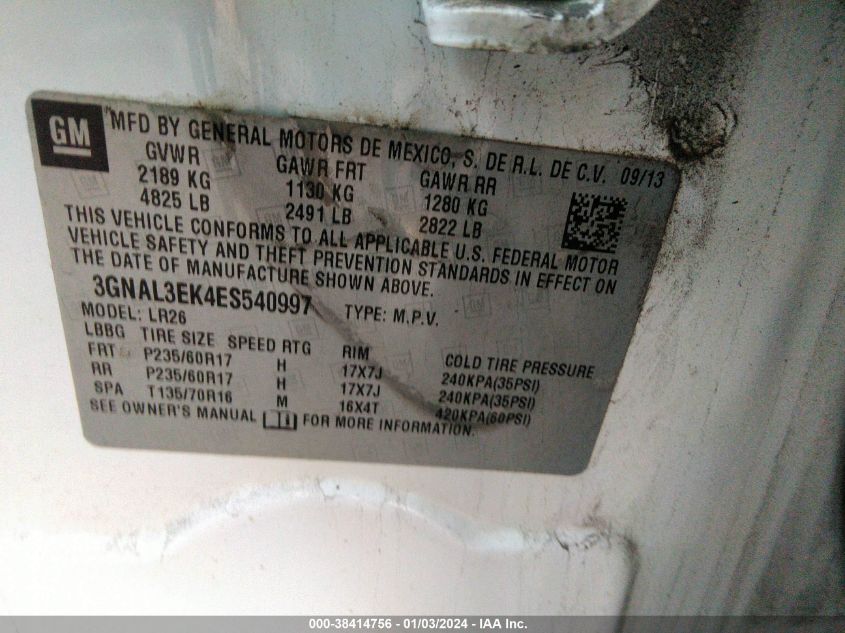 GM
MFD BY GENERAL MOTORS DE MEXICO, S. DE R.L. DE C.V. 09/13
GVWR GAWR FRT GAWR RR
2189 KG 1130 KG 1280 KG
4825 LB 2491 LB 2822 LB
THIS VEHICLE CONFORMS TO ALL APPLICABLE U.S. FEDERAL MOTOR
VEHICLE SAFETY AND THEFT PREVENTION STANDARDS IN EFFECT ON
THE DATE OF MANUFACTURE SHOWN ABOVE.
3GNAL3EK4ES540997 TYPE: M.P.V.
MODEL: LR26
LBBG TIRE SIZE SPEED RTG RIM COLD TIRE PRESSURE
FRT P235/60R17 H 17X7J 240KPA(35PSI)
RR P235/60R17 H 17X7J 240KPA(35PSI)
SPA T135/70R16 M 16X4T 420KPA(60PSI)
SEE OWNER'S MANUAL FOR MORE INFORMATION.
000-38414756 - 01/03/2024 - IAA Inc.